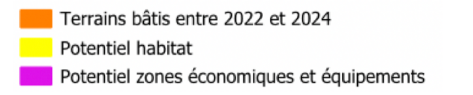 Terrains bâtis entre 2022 et 2024
Potentiel habitat
Potentiel zones économiques et équipements